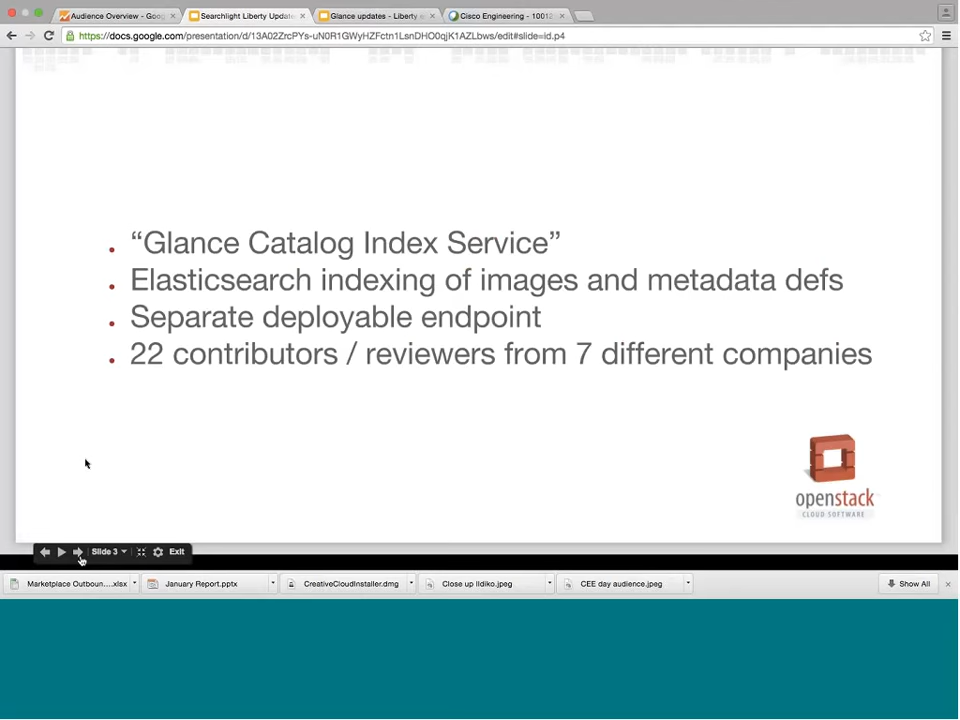 Audience Overview - Goog
Searchlight Liberty Update
Glance updates - Liberty
Cisco Engineering - 10012
https://docs.google.com/presentation/d/13A02ZrcPYs-uN0R1GWyHZFctn1LsnDHO0qjK1AZLbws/edit#slide=id.p4
“Glance Catalog Index Service”
Elasticsearch indexing of images and metadata defs
Separate deployable endpoint
22 contributors / reviewers from 7 different companies
openstack
CLOUD SOFTWARE
Slide 3
Exit
Marketplace Outboun....xlsx
January Report.pptx
CreativeCloudInstaller.dmg
Close up Ildiko.jpeg
CEE day audience.jpeg
Show All